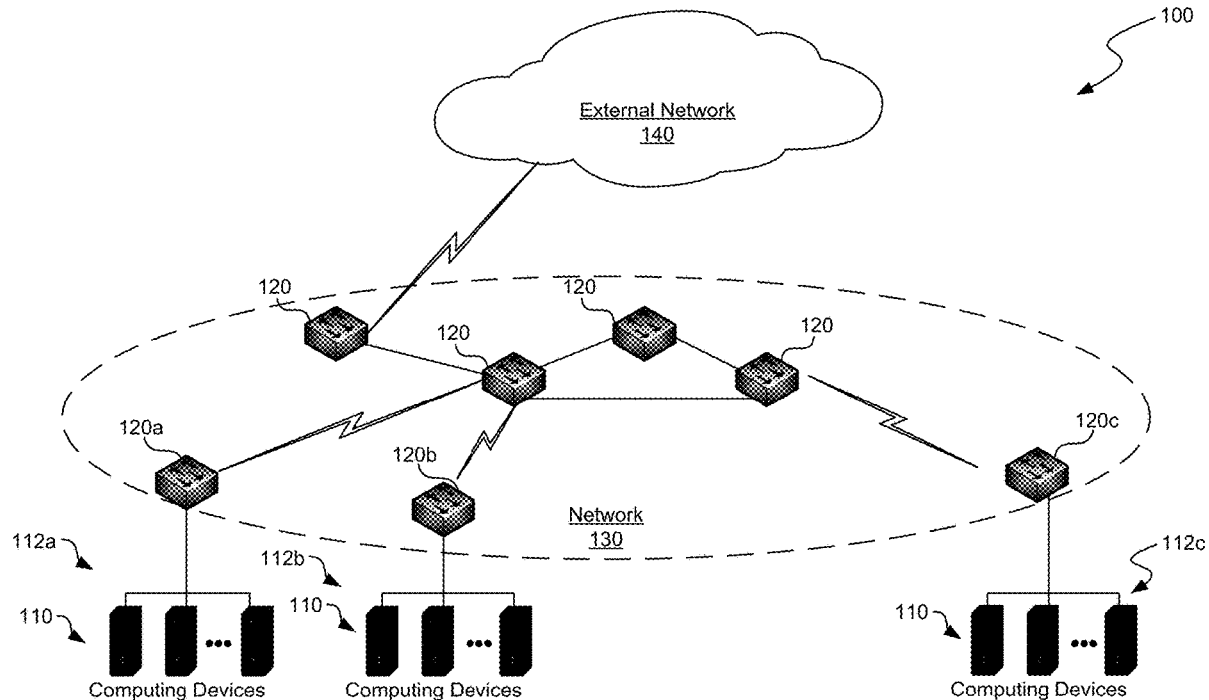 100
External Network
140
120
120
120
120
120a
120b
120c
Network
130
112a
112b
112c
110
110
110
Computing Devices
Computing Devices
Computing Devices